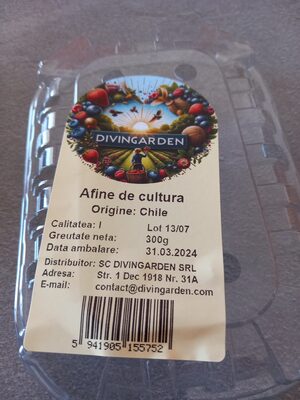 DIVINGARDEN
Afine de cultura
Origine: Chile
Calitatea: I Lot 13/07
Greutate neta: 300g
Data ambalare: 31.03.2024
Distribuitor: SC DIVINGARDEN SRL
Adresa: Str. 1 Dec 1918 Nr. 31A
E-mail: contact@divingarden.com
5 941905 155752